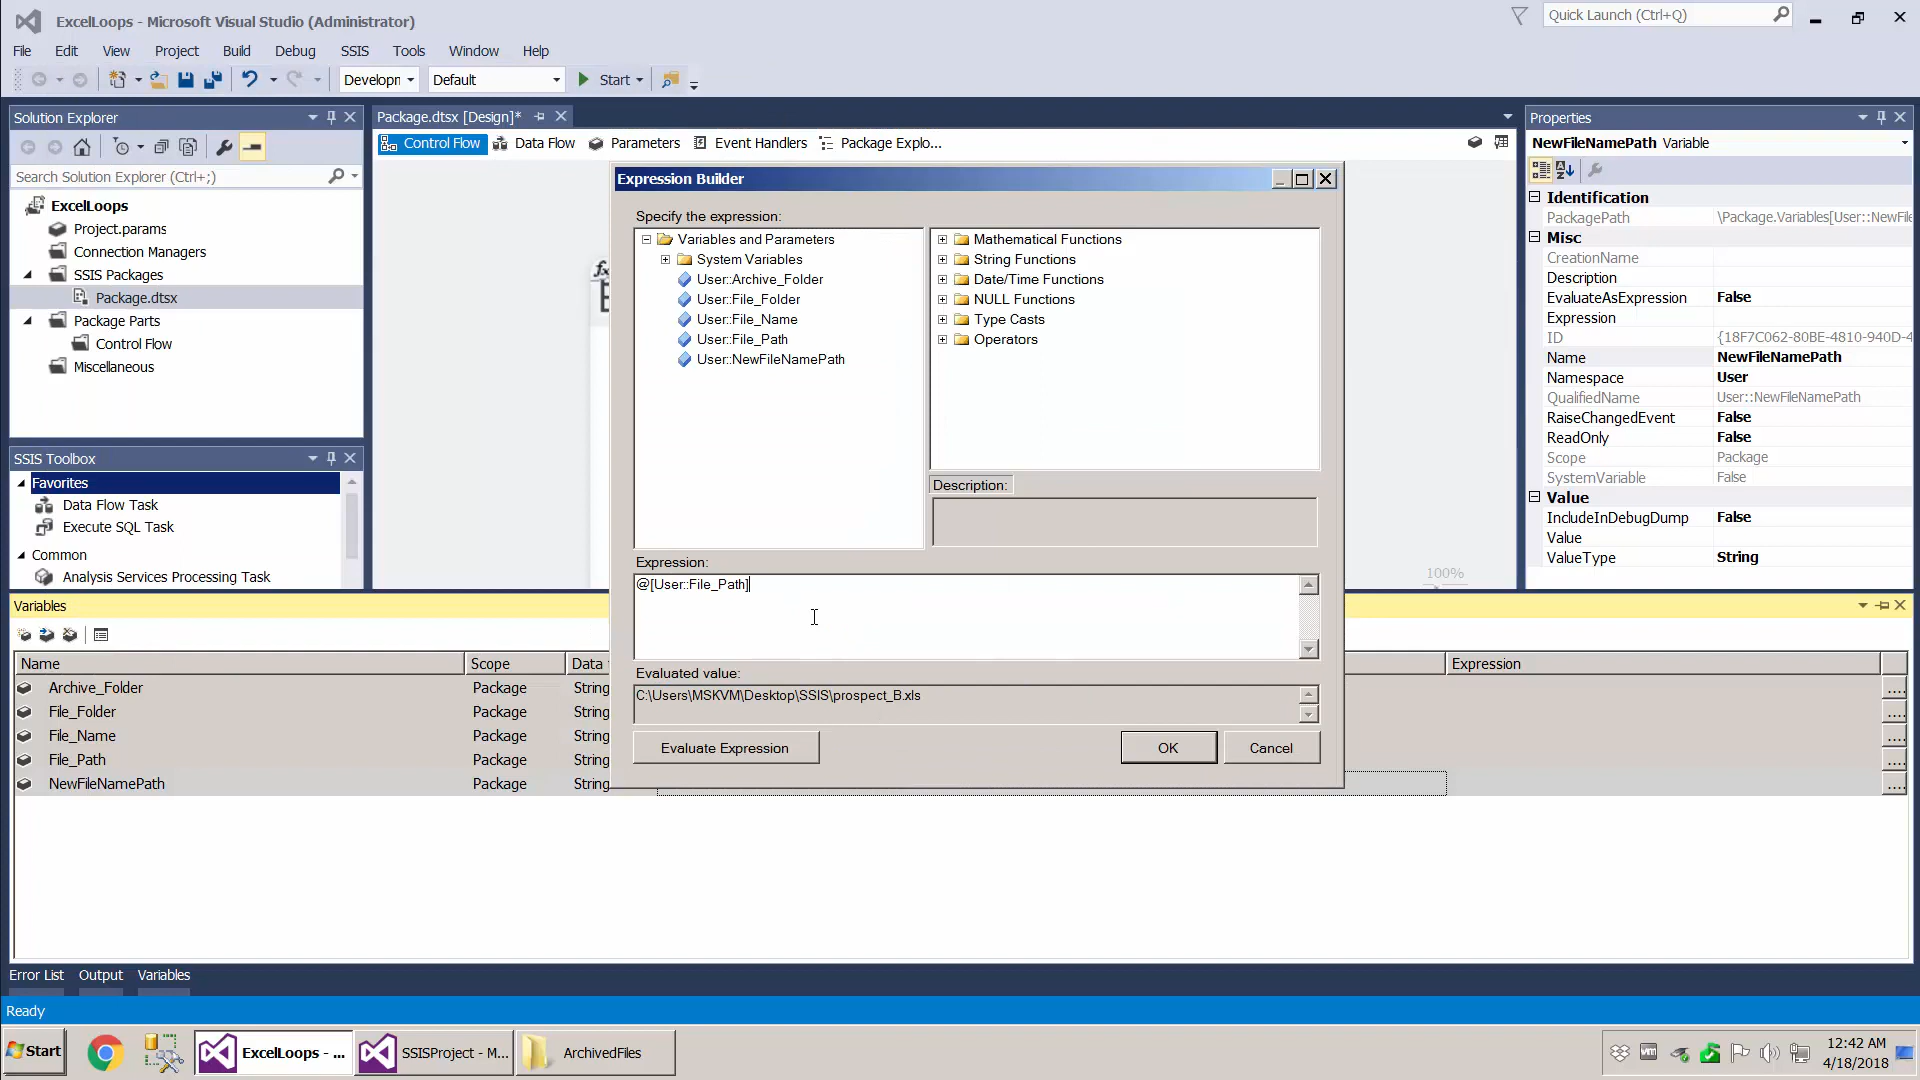 ExcelLoops - Microsoft Visual Studio (Administrator)
Quick Launch (Ctrl+Q)
File Edit View Project Build Debug SSIS Tools Window Help
Developn Default Start
Solution Explorer
Search Solution Explorer (Ctrl+;)
ExcelLoops
Project.params
Connection Managers
SSIS Packages
Package.dtsx
Package Parts
Control Flow
Miscellaneous
SSIS Toolbox
Favorites
Data Flow Task
Execute SQL Task
Common
Analysis Services Processing Task
Package.dtsx [Design]*
Control Flow Data Flow Parameters Event Handlers Package Explo...
fx
100%
Expression Builder
Specify the expression:
Variables and Parameters
System Variables
User::Archive_Folder
User::File_Folder
User::File_Name
User::File_Path
User::NewFileNamePath
Mathematical Functions
String Functions
Date/Time Functions
NULL Functions
Type Casts
Operators
Description:
Expression:
@[User::File_Path]
Evaluated value:
C:\Users\MSKVM\Desktop\SSIS\prospect_B.xls
Evaluate Expression OK Cancel
Properties
NewFileNamePath Variable
Identification
PackagePath \Package.Variables[User::NewFil
Misc
CreationName
Description
EvaluateAsExpression False
Expression
ID {18F7C062-80BE-4810-940D-4
Name NewFileNamePath
Namespace User
QualifiedName User::NewFileNamePath
RaiseChangedEvent False
ReadOnly False
Scope Package
SystemVariable False
Value
IncludeInDebugDump False
Value
ValueType String
Variables
Name Scope Data Expression
Archive_Folder Package String
File_Folder Package String
File_Name Package String
File_Path Package String
NewFileNamePath Package String
Error List Output Variables
Ready
Start ExcelLoops - ... SSISProject - M... ArchivedFiles
12:42 AM
4/18/2018